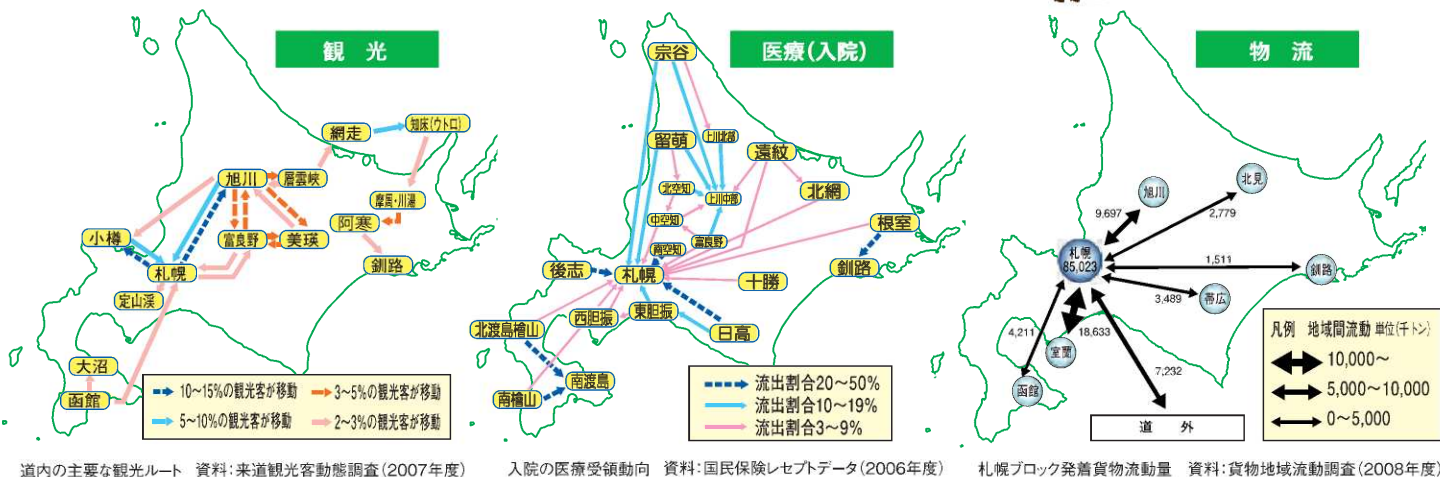 観光
網走
知床(ウトロ)
旭川
層雲峡
摩周・川湯
阿寒
小樽
富良野
美瑛
釧路
札幌
定山渓
大沼
函館
10~15%の観光客が移動
3~5%の観光客が移動
5~10%の観光客が移動
2~3%の観光客が移動
道内の主要な観光ルート 資料:来道観光客動態調査(2007年度)
医療(入院)
宗谷
留萌
上川北部
遠紋
北空知
上川中部
北網
中空知
富良野
根室
南空知
後志
札幌
十勝
釧路
西胆振
東胆振
北渡島檜山
日高
南渡島
南檜山
流出割合20~50%
流出割合10~19%
流出割合3~9%
入院の医療受領動向 資料:国民保険レセプトデータ(2006年度)
物流
旭川
北見
9,697
2,779
札幌
85,023
1,511
釧路
3,489
帯広
4,211
18,633
室蘭
7,232
函館
道外
凡例 地域間流動 単位(千トン)
10,000~
5,000~10,000
0~5,000
札幌ブロック発着貨物流動量 資料:貨物地域流動調査(2008年度)